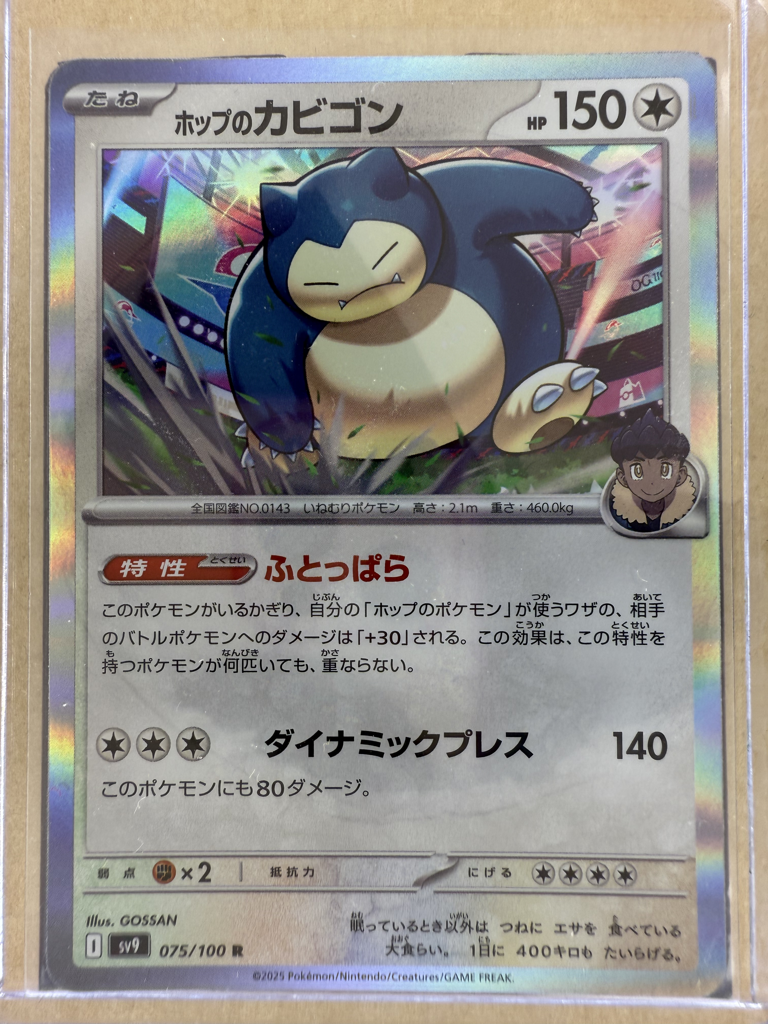 たね
ホップのカビゴン
HP 150
全国図鑑NO.0143 いねむりポケモン 高さ:2.1m 重さ:460.0kg
特性 とくせい ふとっぱら
このポケモンがいるかぎり、自分の「ホップのポケモン」が使うワザの、相手
のバトルポケモンへのダメージは「+30」される。この効果は、この特性を
持つポケモンが何匹いても、重ならない。
ダイナミックプレス 140
このポケモンにも80ダメージ。
弱点 ×2 抵抗力 にげる
Illus. GOSSAN
I sv9 075/100 R
眠っているとき以外は つねに エサを 食べている
大食らい。 1日に 400キロも たいらげる。
©2025 Pokémon/Nintendo/Creatures/GAME FREAK.